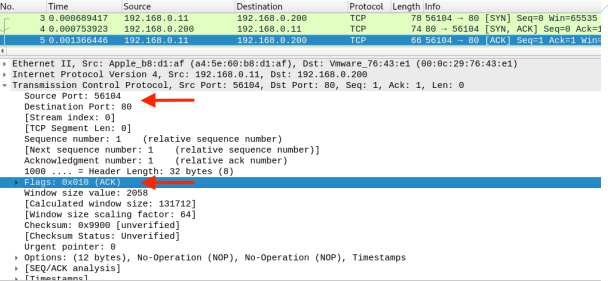 No. Time Source Destination Protocol Length Info
3 0.000689417 192.168.0.11 192.168.0.200 TCP 78 56104 → 80 [SYN] Seq=0 Win=65535
4 0.000753923 192.168.0.200 192.168.0.11 TCP 74 80 → 56104 [SYN, ACK] Seq=0 Ack=1
5 0.001366446 192.168.0.11 192.168.0.200 TCP 66 56104 → 80 [ACK] Seq=1 Ack=1 Win=
Ethernet II, Src: Apple_b8:d1:af (a4:5e:60:b8:d1:af), Dst: Vmware_76:43:e1 (00:0c:29:76:43:e1)
Internet Protocol Version 4, Src: 192.168.0.11, Dst: 192.168.0.200
Transmission Control Protocol, Src Port: 56104, Dst Port: 80, Seq: 1, Ack: 1, Len: 0
Source Port: 56104
Destination Port: 80
[Stream index: 0]
[TCP Segment Len: 0]
Sequence number: 1 (relative sequence number)
[Next sequence number: 1 (relative sequence number)]
Acknowledgment number: 1 (relative ack number)
1000 .... = Header Length: 32 bytes (8)
Flags: 0x010 (ACK)
Window size value: 2058
[Calculated window size: 131712]
[Window size scaling factor: 64]
Checksum: 0x9900 [unverified]
[Checksum Status: Unverified]
Urgent pointer: 0
Options: (12 bytes), No-Operation (NOP), No-Operation (NOP), Timestamps
[SEQ/ACK analysis]
[Timestamps]